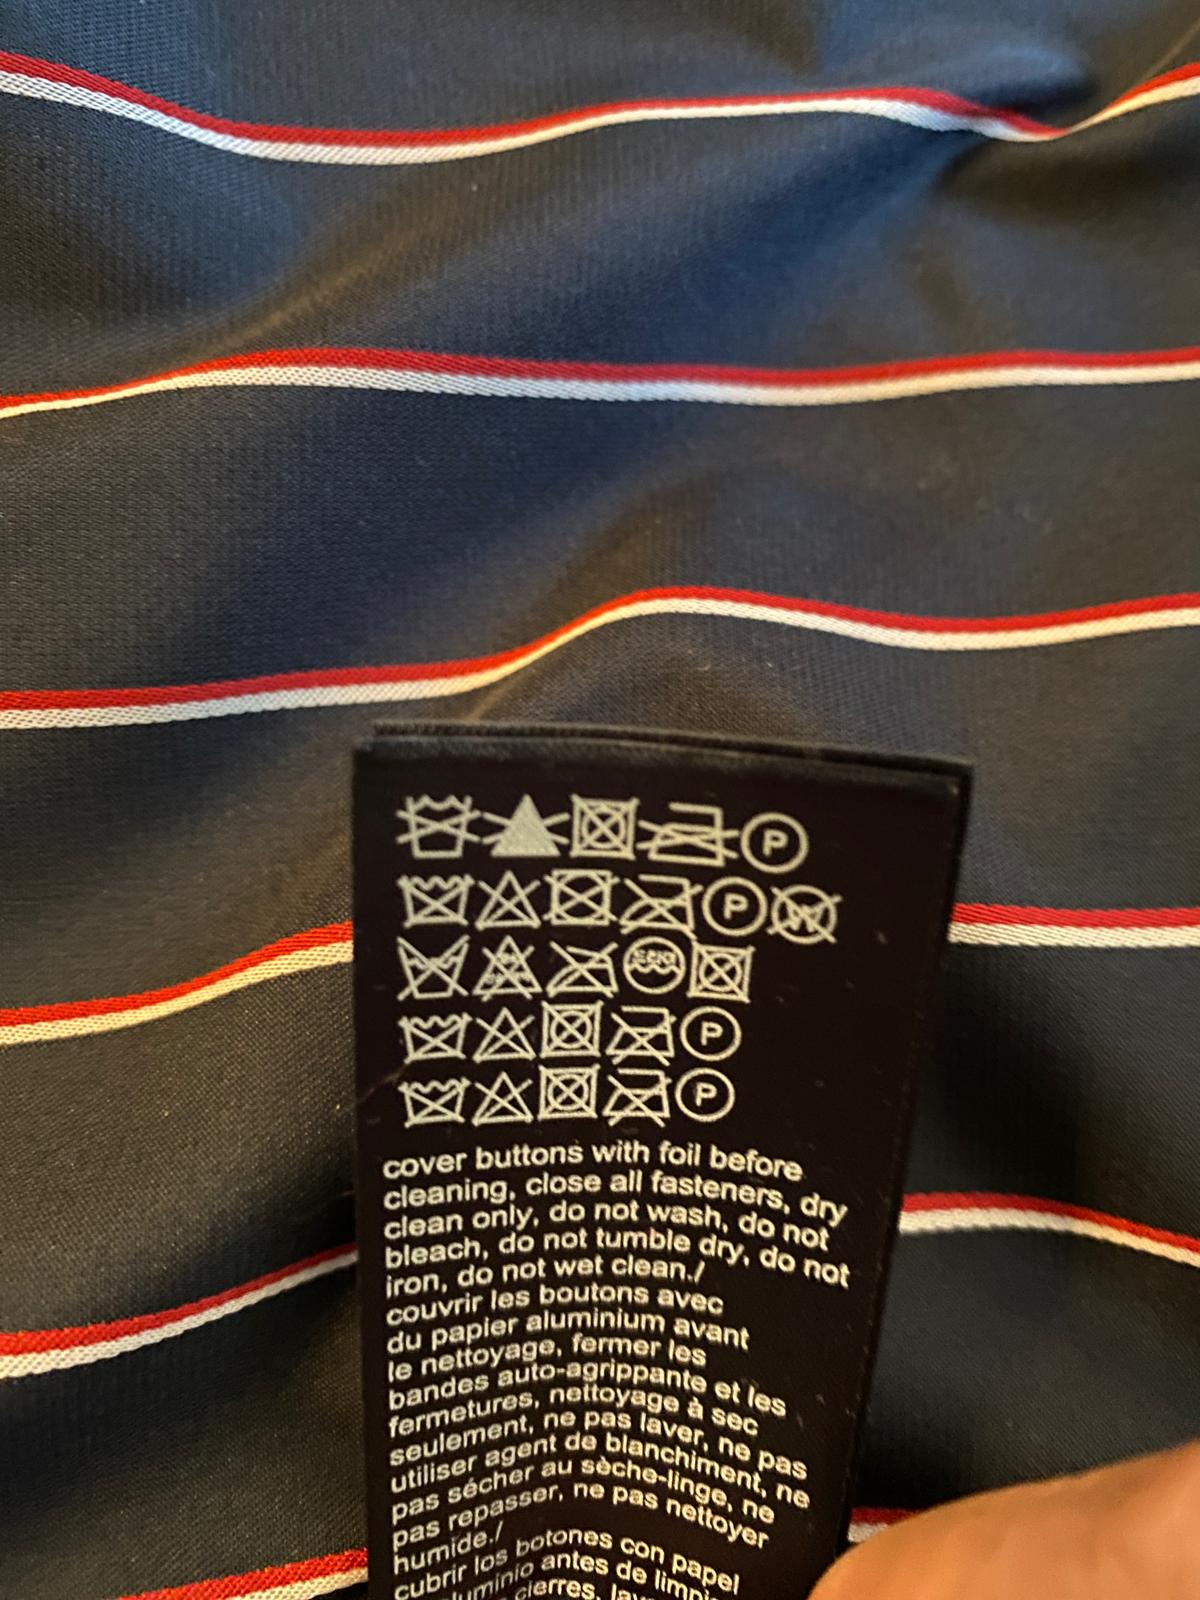 P
P W
P
P
cover buttons with foil before
cleaning, close all fasteners, dry
clean only, do not wash, do not
bleach, do not tumble dry, do not
iron, do not wet clean./
couvrir les boutons avec
du papier aluminium avant
le nettoyage, fermer les
bandes auto-agrippante et les
fermetures, nettoyage à sec
seulement, ne pas laver, ne pas
utiliser agent de blanchiment, ne
pas sécher au sèche-linge, ne
pas repasser, ne pas nettoyer
humide./
cubrir los botones con papel
antes de
cierres,